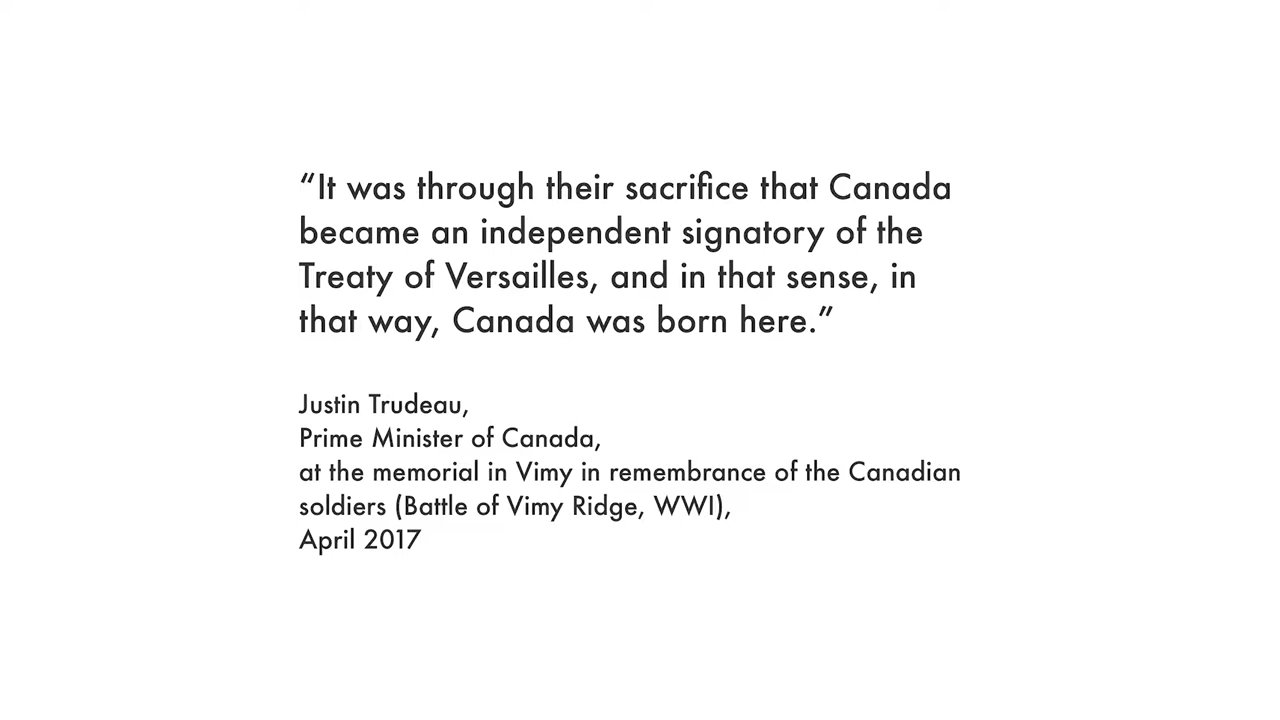 “It was through their sacrifice that Canada
became an independent signatory of the
Treaty of Versailles, and in that sense, in
that way, Canada was born here.”
Justin Trudeau,
Prime Minister of Canada,
at the memorial in Vimy in remembrance of the Canadian
soldiers (Battle of Vimy Ridge, WWI),
April 2017